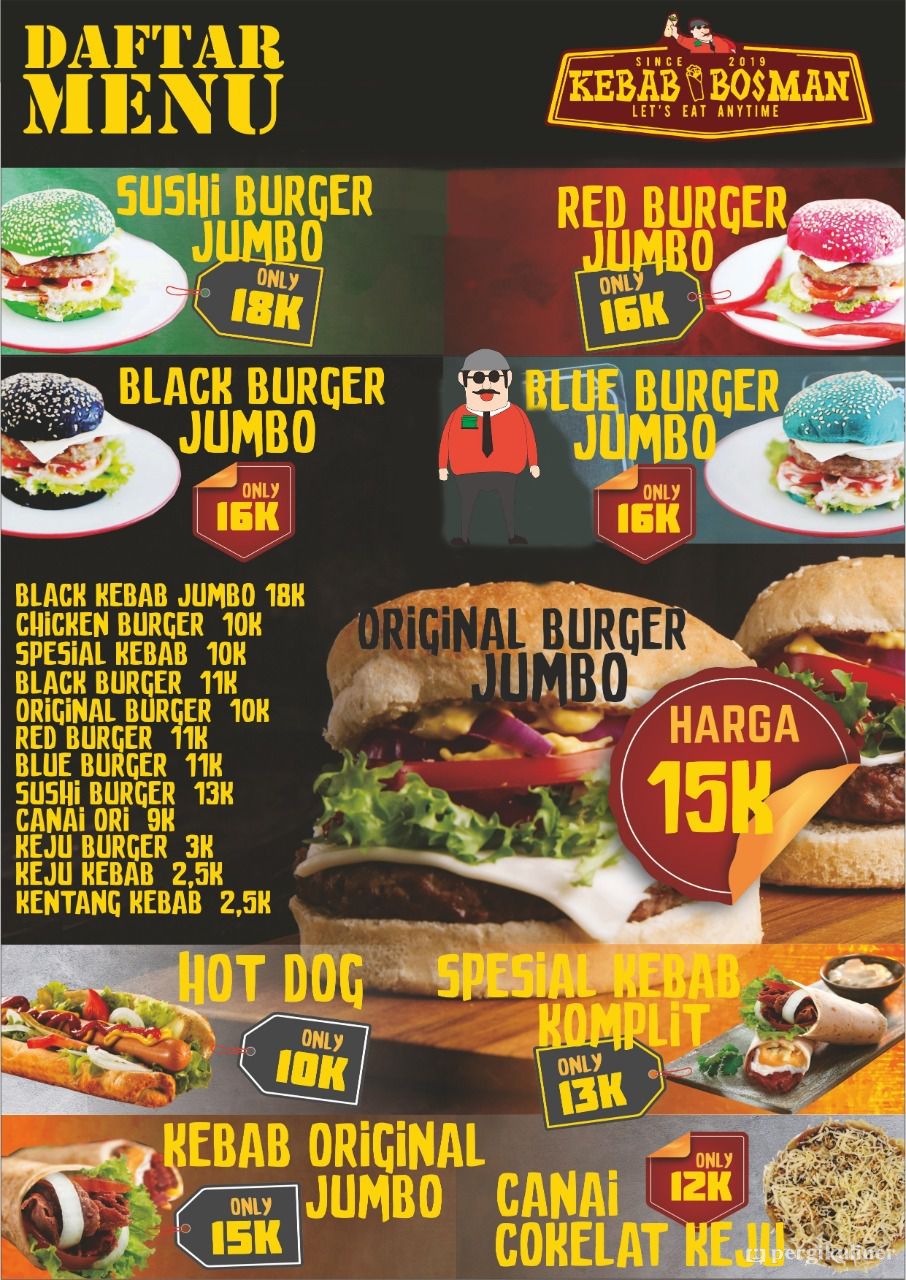 DAFTAR
MENU
SINCE 2019
KEBAB BO$MAN
LET'S EAT ANYTIME
SUSHi BURGER
JUMBO
ONLY
18K
RED BURGER
JUMBO
ONLY
16K
BLACK BURGER
JUMBO
ONLY
16K
BLUE BURGER
JUMBO
ONLY
16K
BLACK KEBAB JUMBO 18K
CHiCKEN BURGER 10K
SPESiAL KEBAB 10K
BLACK BURGER 11K
ORiGiNAL BURGER 10K
RED BURGER 11K
BLUE BURGER 11K
SUSHi BURGER 13K
CANAi ORi 9K
KEJU BURGER 3K
KEJU KEBAB 2,5K
KENTANG KEBAB 2,5K
ORiGiNAL BURGER
JUMBO
HARGA
15K
HOT DOG
ONLY
10K
SPESiAL KEBAB
KOMPLiT
ONLY
13K
KEBAB ORiGiNAL
JUMBO
ONLY
15K
CANAi
COKELAT KEJU
ONLY
12K
pergikuliner